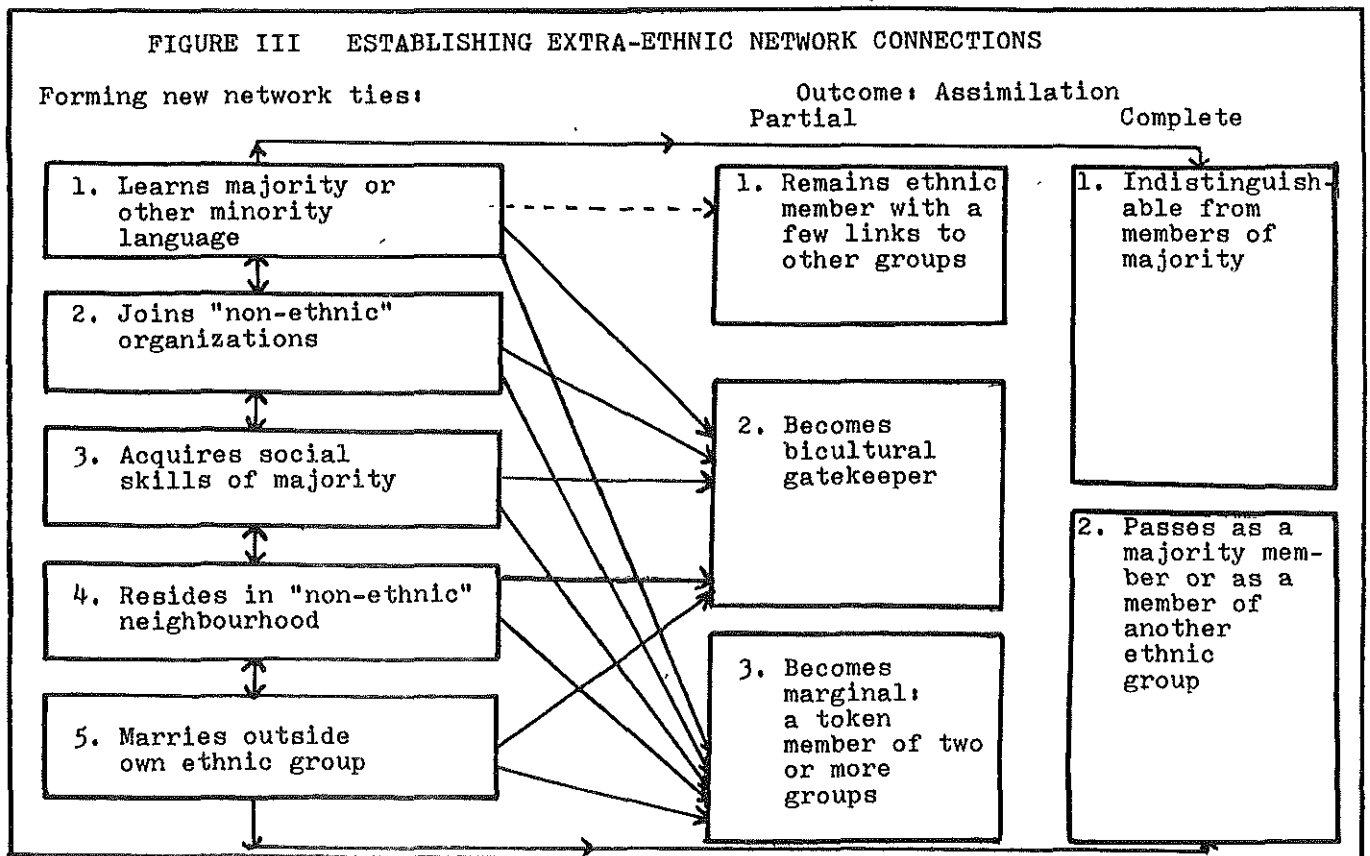 FIGURE III ESTABLISHING EXTRA-ETHNIC NETWORK CONNECTIONS
Forming new network ties:
Outcome: Assimilation
Partial Complete
1. Learns majority or
other minority
language
2. Joins "non-ethnic"
organizations
3. Acquires social
skills of majority
4. Resides in "non-ethnic"
neighbourhood
5. Marries outside
own ethnic group
1. Remains ethnic
member with a
few links to
other groups
2. Becomes
bicultural
gatekeeper
3. Becomes
marginal:
a token
member of two
or more
groups
1. Indistinguish-
able from
members of
majority
2. Passes as a
majority mem-
ber or as a
member of
another
ethnic
group